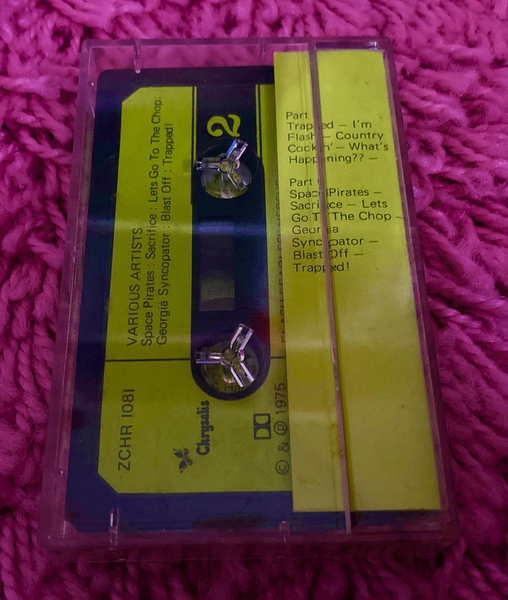 VARIOUS ARTISTS
Space Pirates : Sacrifice : Lets Go To The Chop:
Georgia Syncopator : Blast Off : Trapped!
2
ZCHR 1081
Chrysalis
© & ℗ 1975
Part
Trapped – I'm
Flash – Country
Cookin' – What's
Happening?? –
Part
Space Pirates –
Sacrifice – Lets
Go To The Chop –
Georgia
Syncopator –
Blast Off –
Trapped!